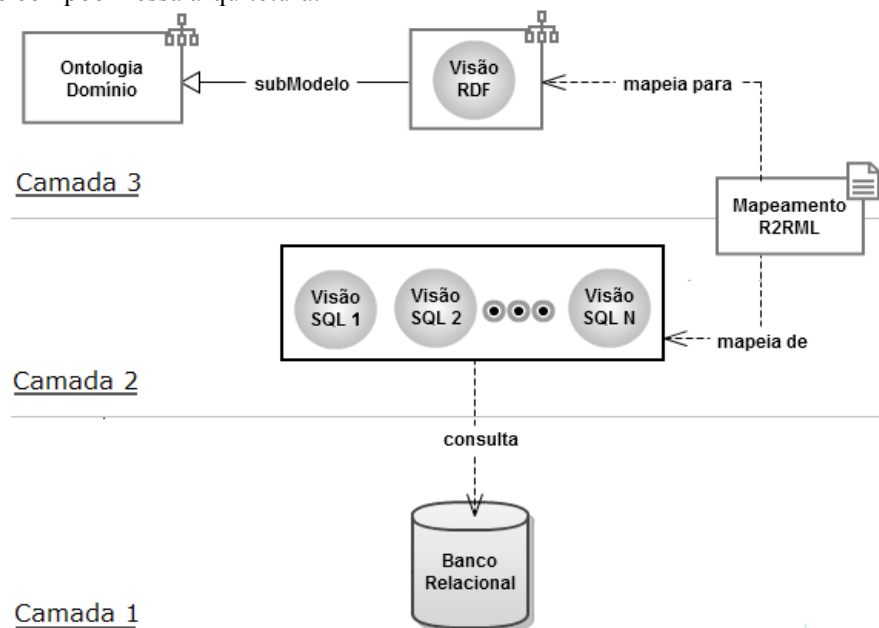 Ontologia
Domínio
subModelo
Visão
RDF
mapeia para
Camada 3
Mapeamento
R2RML
Visão
SQL 1
Visão
SQL 2
Visão
SQL N
mapeia de
Camada 2
consulta
Banco
Relacional
Camada 1